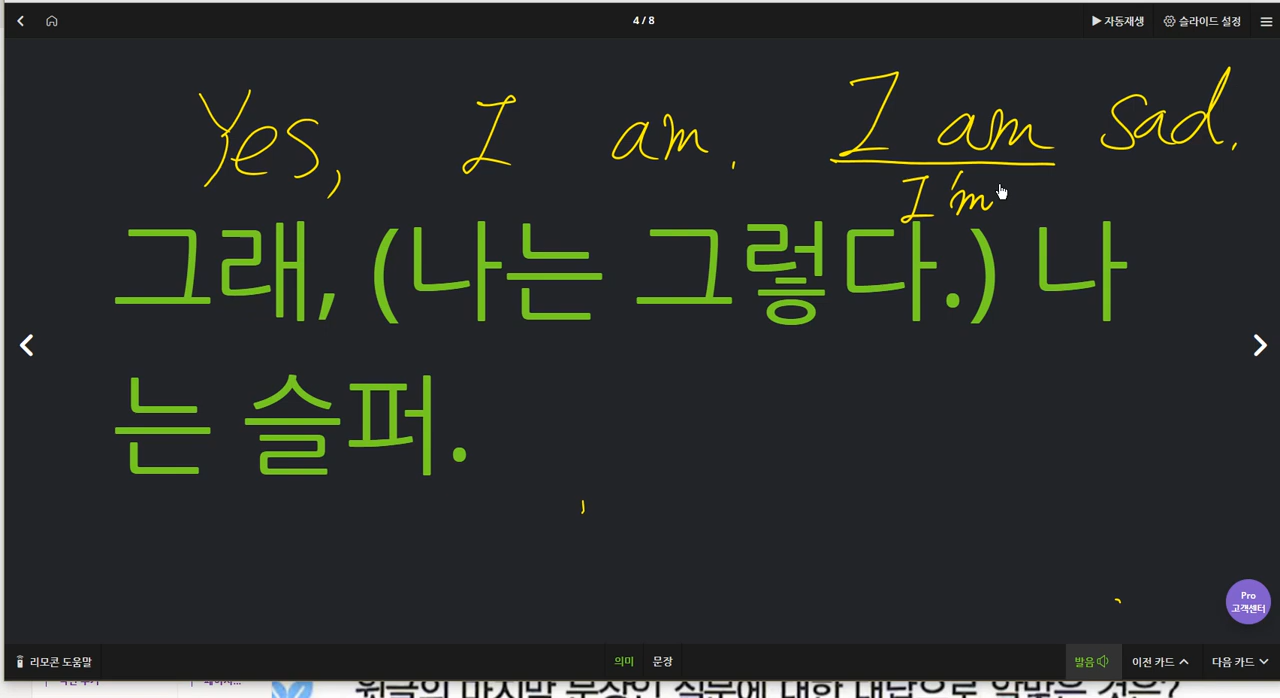 4 / 8
▶ 자동재생
슬라이드 설정
Yes, I am. I am sad.
I'm
그래, (나는 그렇다.) 나
는 슬퍼.
Pro
고객센터
리모콘 도움말
의미
문장
발음
이전 카드
다음 카드